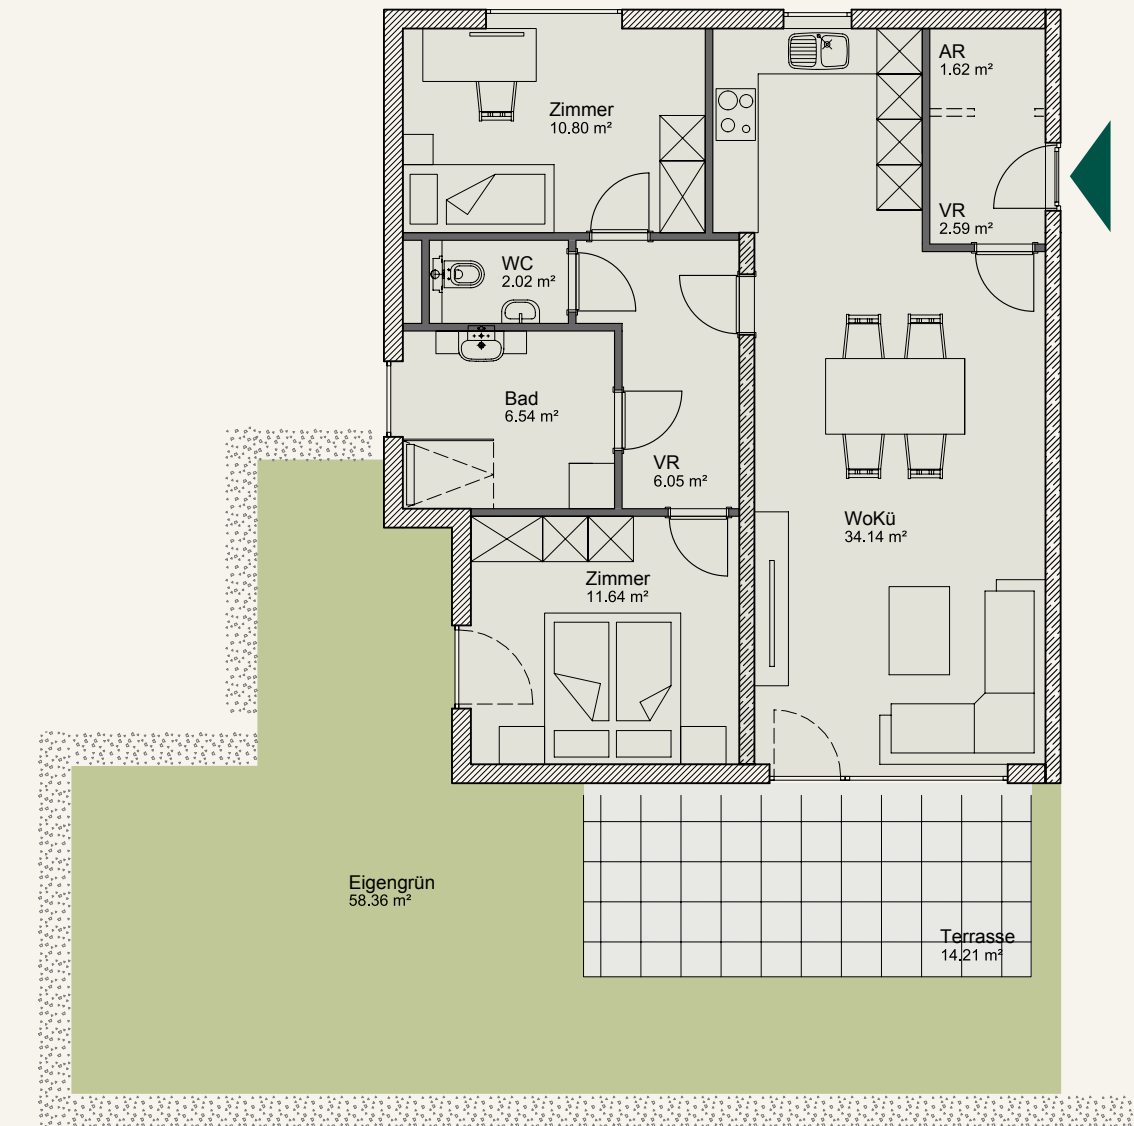 AR
1.62 m²
Zimmer
10.80 m²
VR
2.59 m²
WC
2.02 m²
Bad
6.54 m²
VR
6.05 m²
WoKü
34.14 m²
Zimmer
11.64 m²
Eigengrün
58.36 m²
Terrasse
14.21 m²